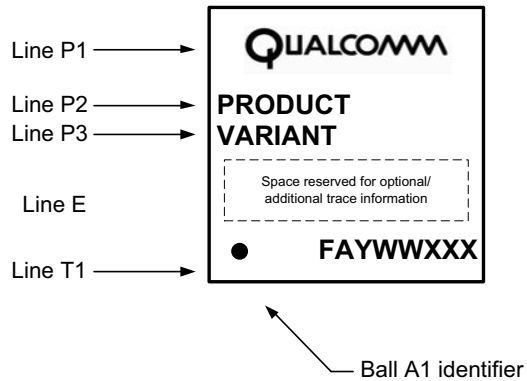 Line P1
QUALCOMM
Line P2
PRODUCT
Line P3
VARIANT
Space reserved for optional/
additional trace information
Line E
FAYWWXXX
Line T1
Ball A1 identifier